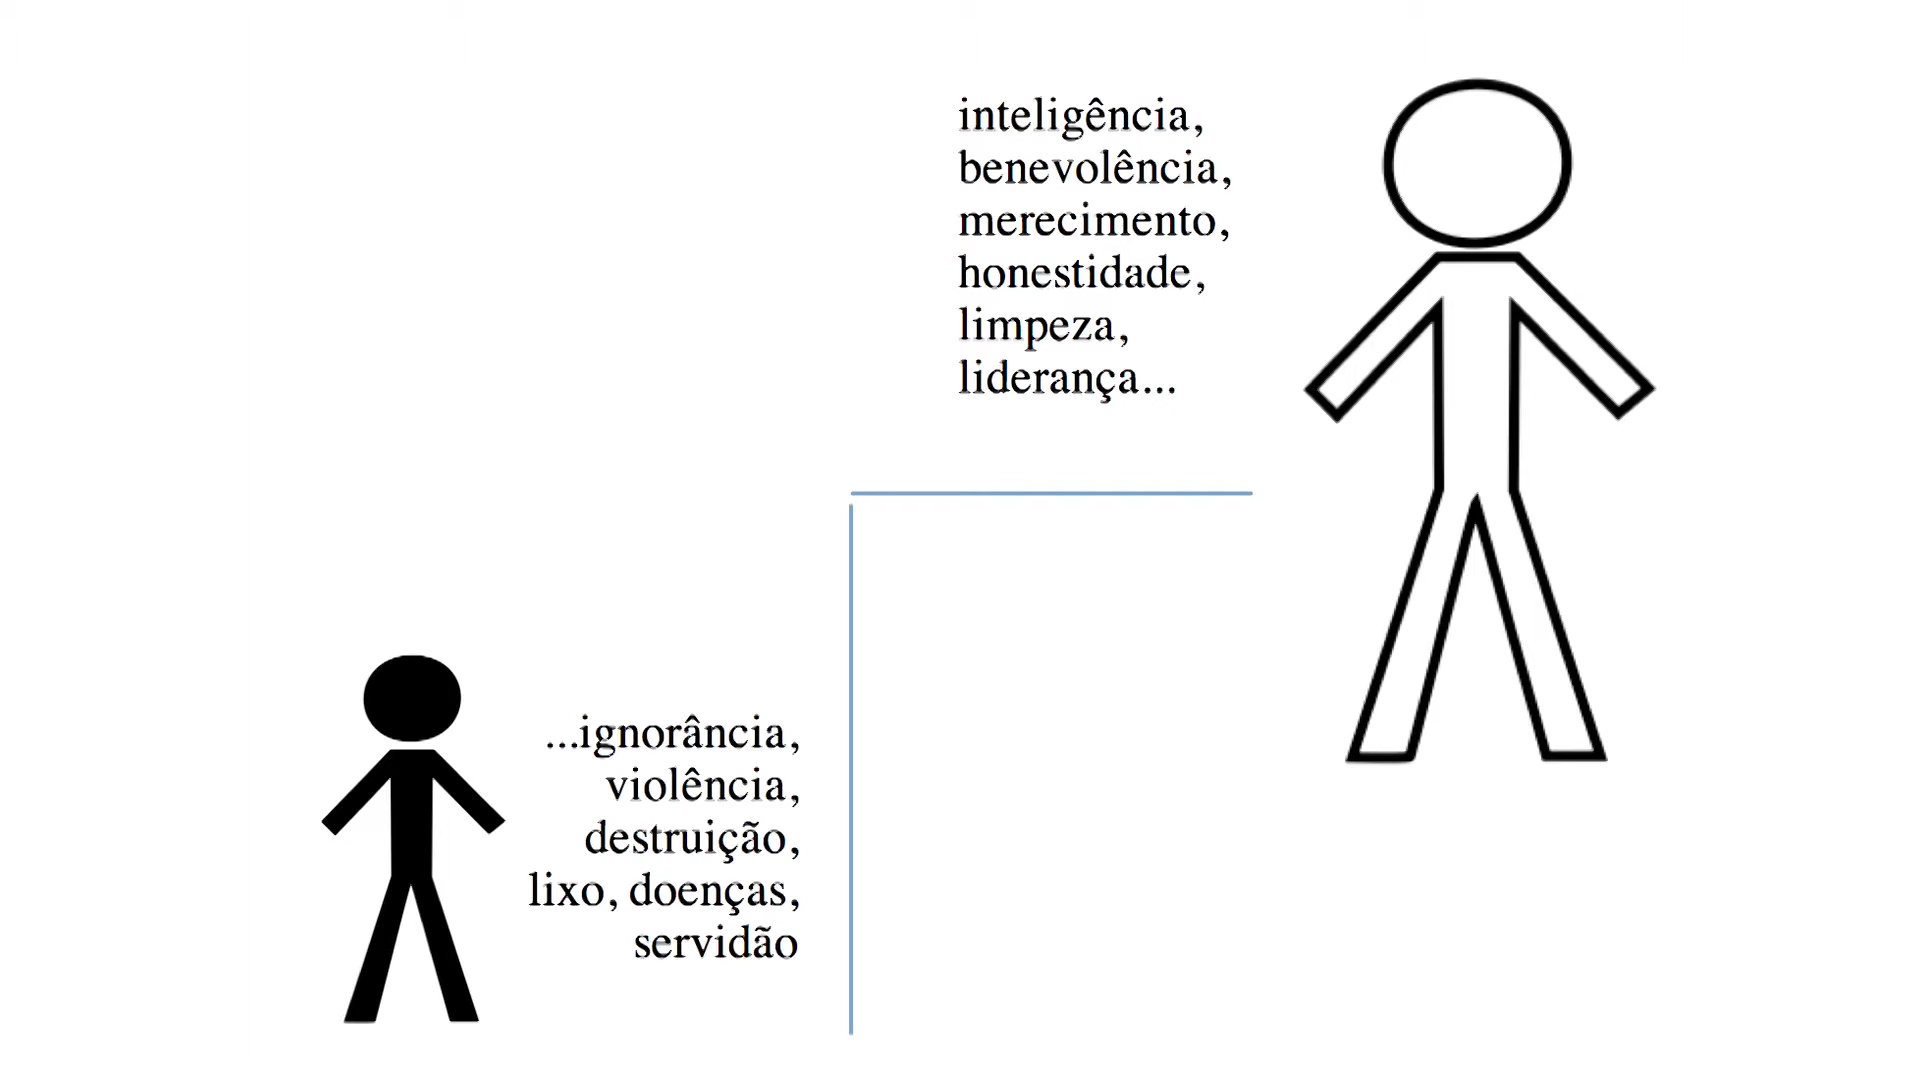 inteligência,
benevolência,
merecimento,
honestidade,
limpeza,
liderança...
...ignorância,
violência,
destruição,
lixo, doenças,
servidão